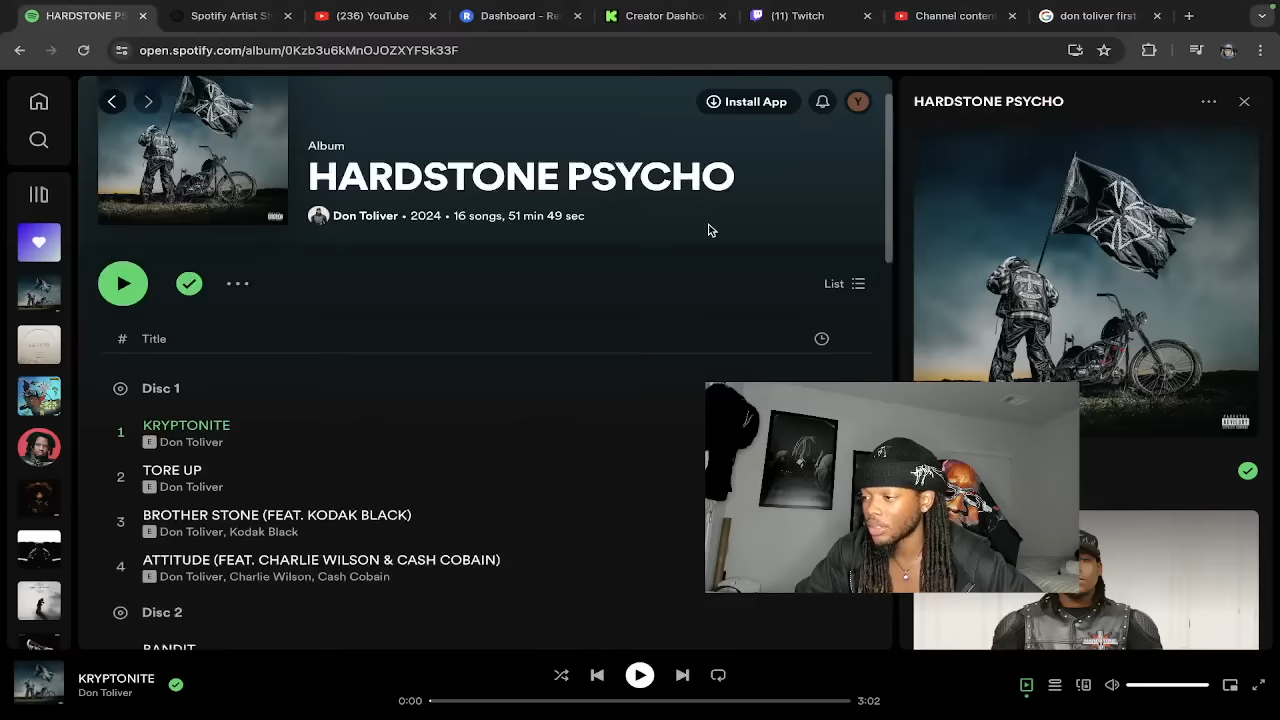 HARDSTONE PS
Spotify Artist Sh
(236) YouTube
Dashboard - Re
Creator Dashbo
(11) Twitch
Channel conten
don toliver first
open.spotify.com/album/0Kzb3u6kMnOJOZXYFSk33F
Install App
Y
Album
HARDSTONE PSYCHO
Don Toliver • 2024 • 16 songs, 51 min 49 sec
List
# Title
Disc 1
1 KRYPTONITE
E Don Toliver
2 TORE UP
E Don Toliver
3 BROTHER STONE (FEAT. KODAK BLACK)
E Don Toliver, Kodak Black
4 ATTITUDE (FEAT. CHARLIE WILSON & CASH COBAIN)
E Don Toliver, Charlie Wilson, Cash Cobain
Disc 2
BANDIT
HARDSTONE PSYCHO
KRYPTONITE
Don Toliver
0:00
3:02